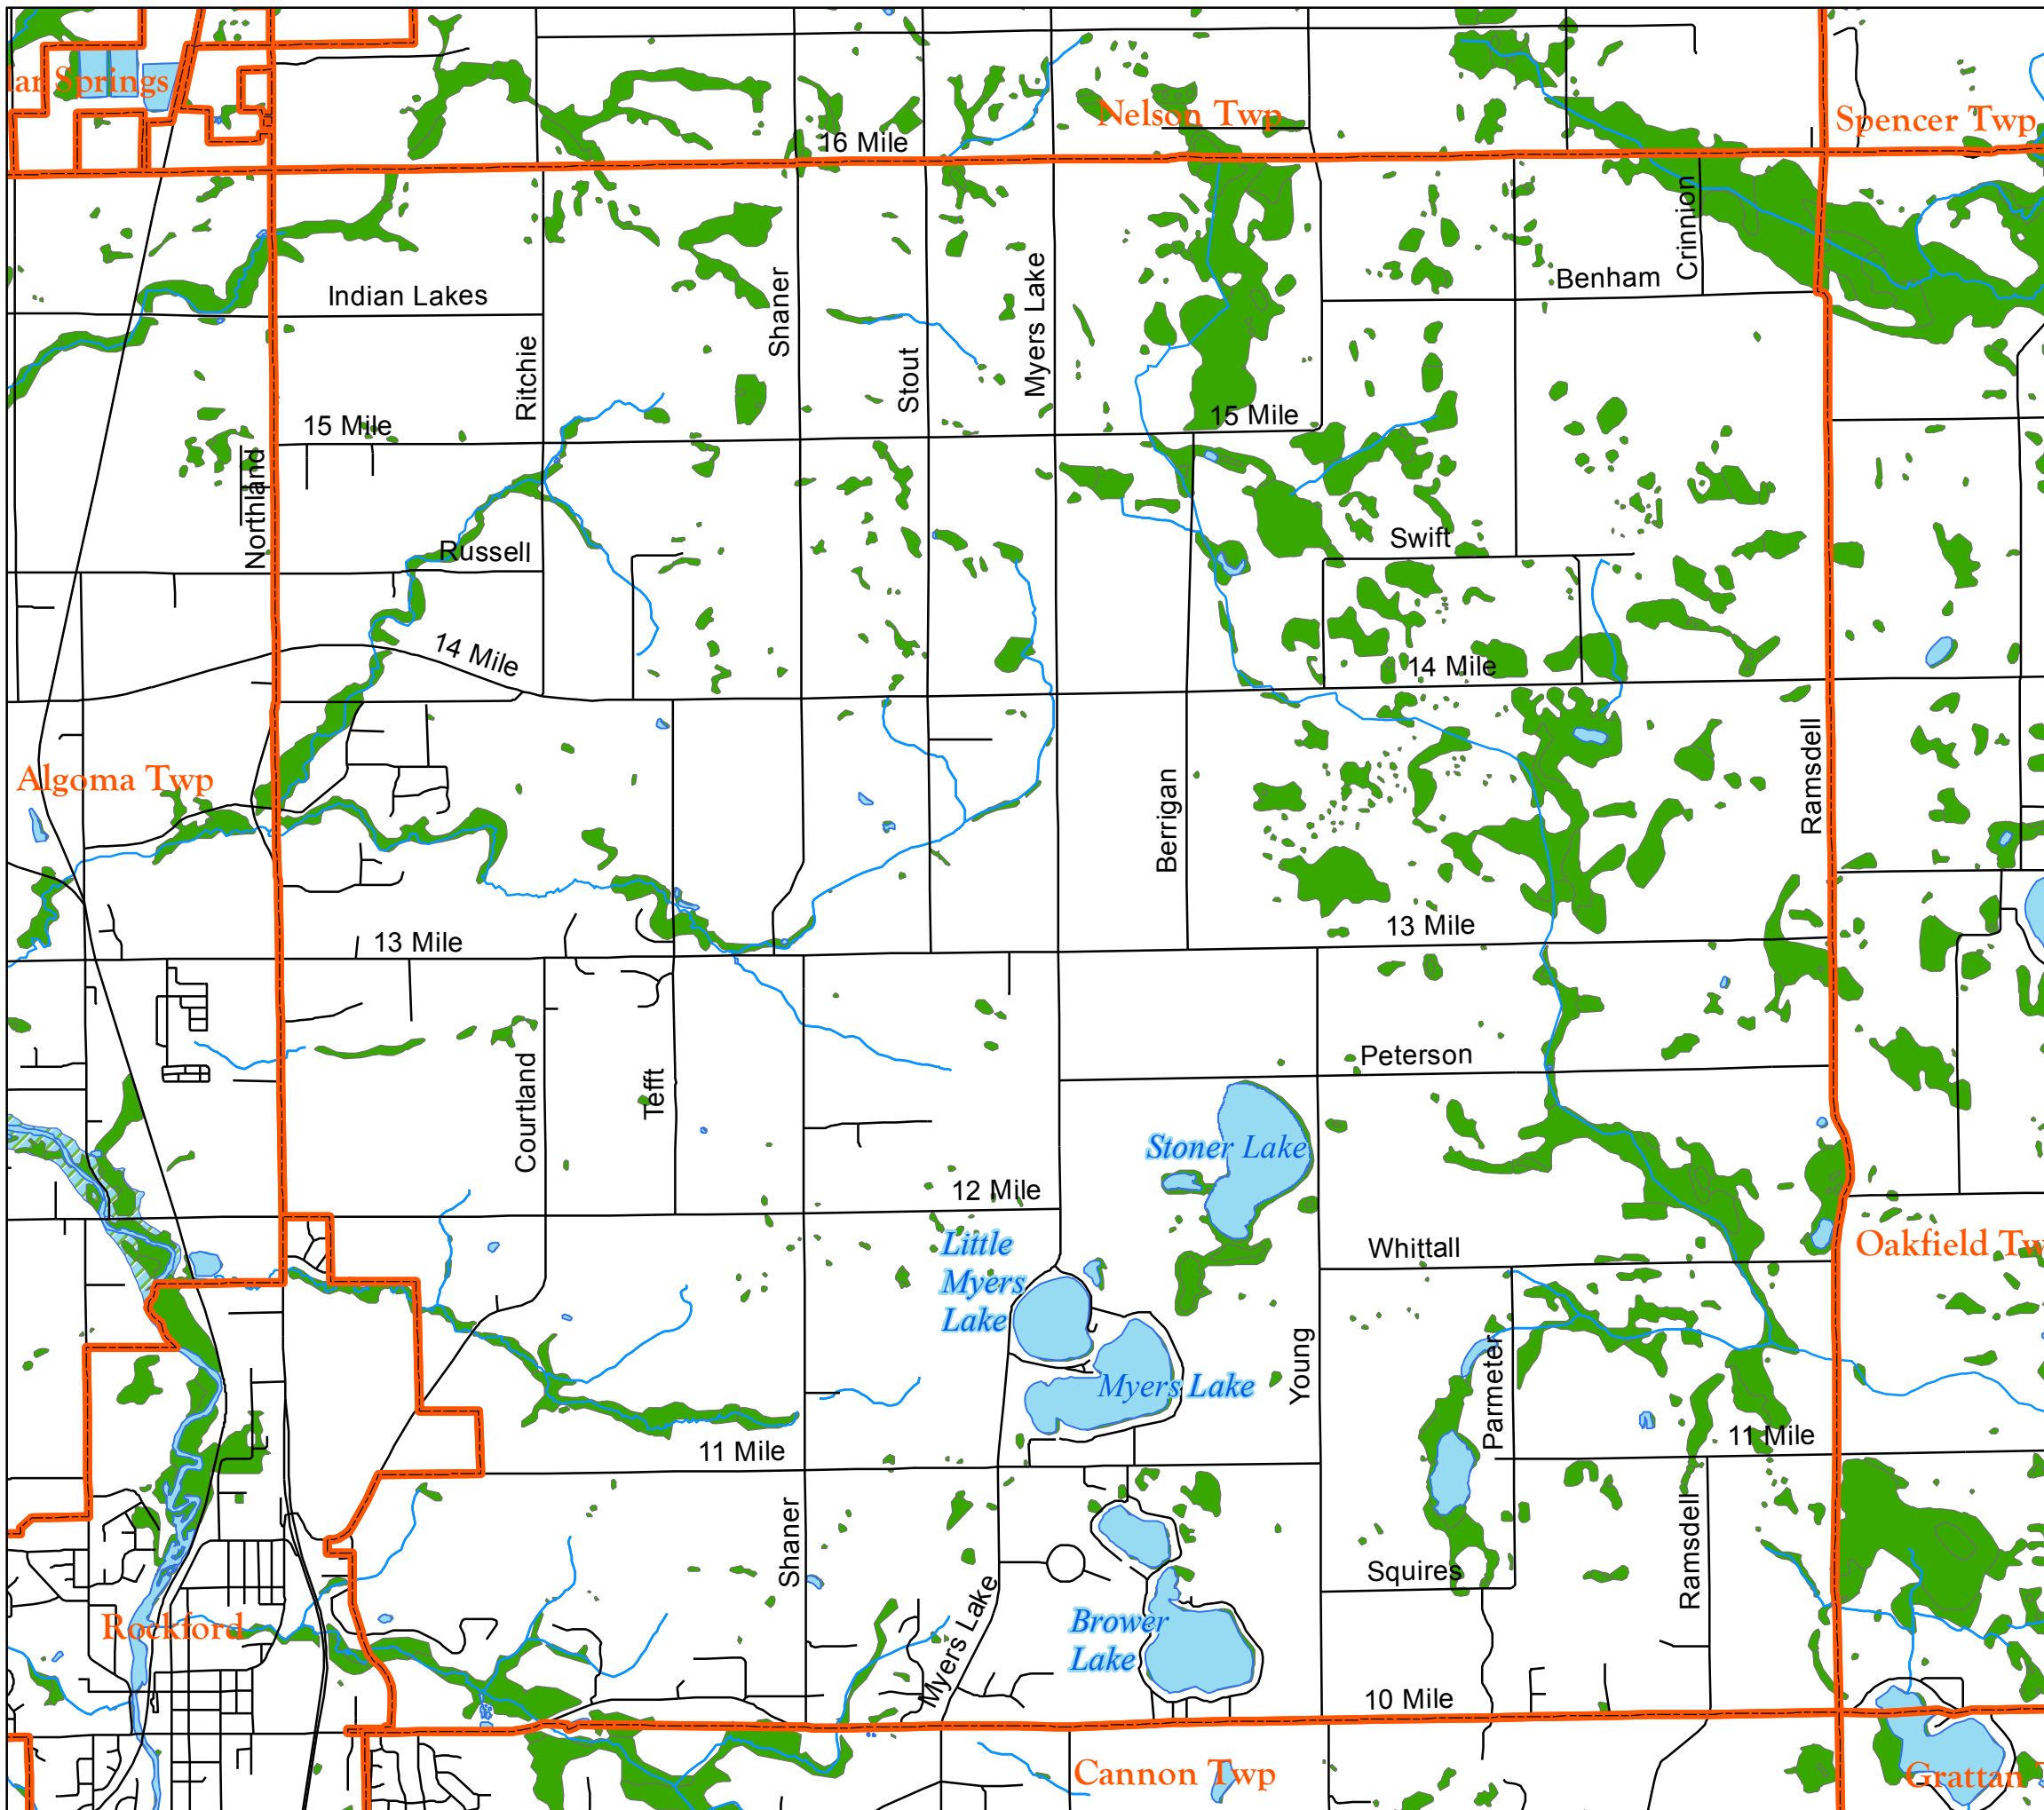 lar Springs
Nelson Twp
Spencer Twp
16 Mile
Crinnion
Benham
Indian Lakes
Shaner
Myers Lake
Ritchie
Stout
15 Mile
15 Mile
Northland
Swift
Russell
14 Mile
14 Mile
Algoma Twp
Ramsdell
Berrigan
13 Mile
13 Mile
Peterson
Courtland
Tefft
Stoner Lake
12 Mile
Little
Myers
Lake
Whittall
Oakfield Tw
Young
Parmeter
Myers Lake
11 Mile
11 Mile
Shaner
Ramsdell
Squires
Myers Lake
Rockford
Brower
Lake
10 Mile
Cannon Twp
Grattan T